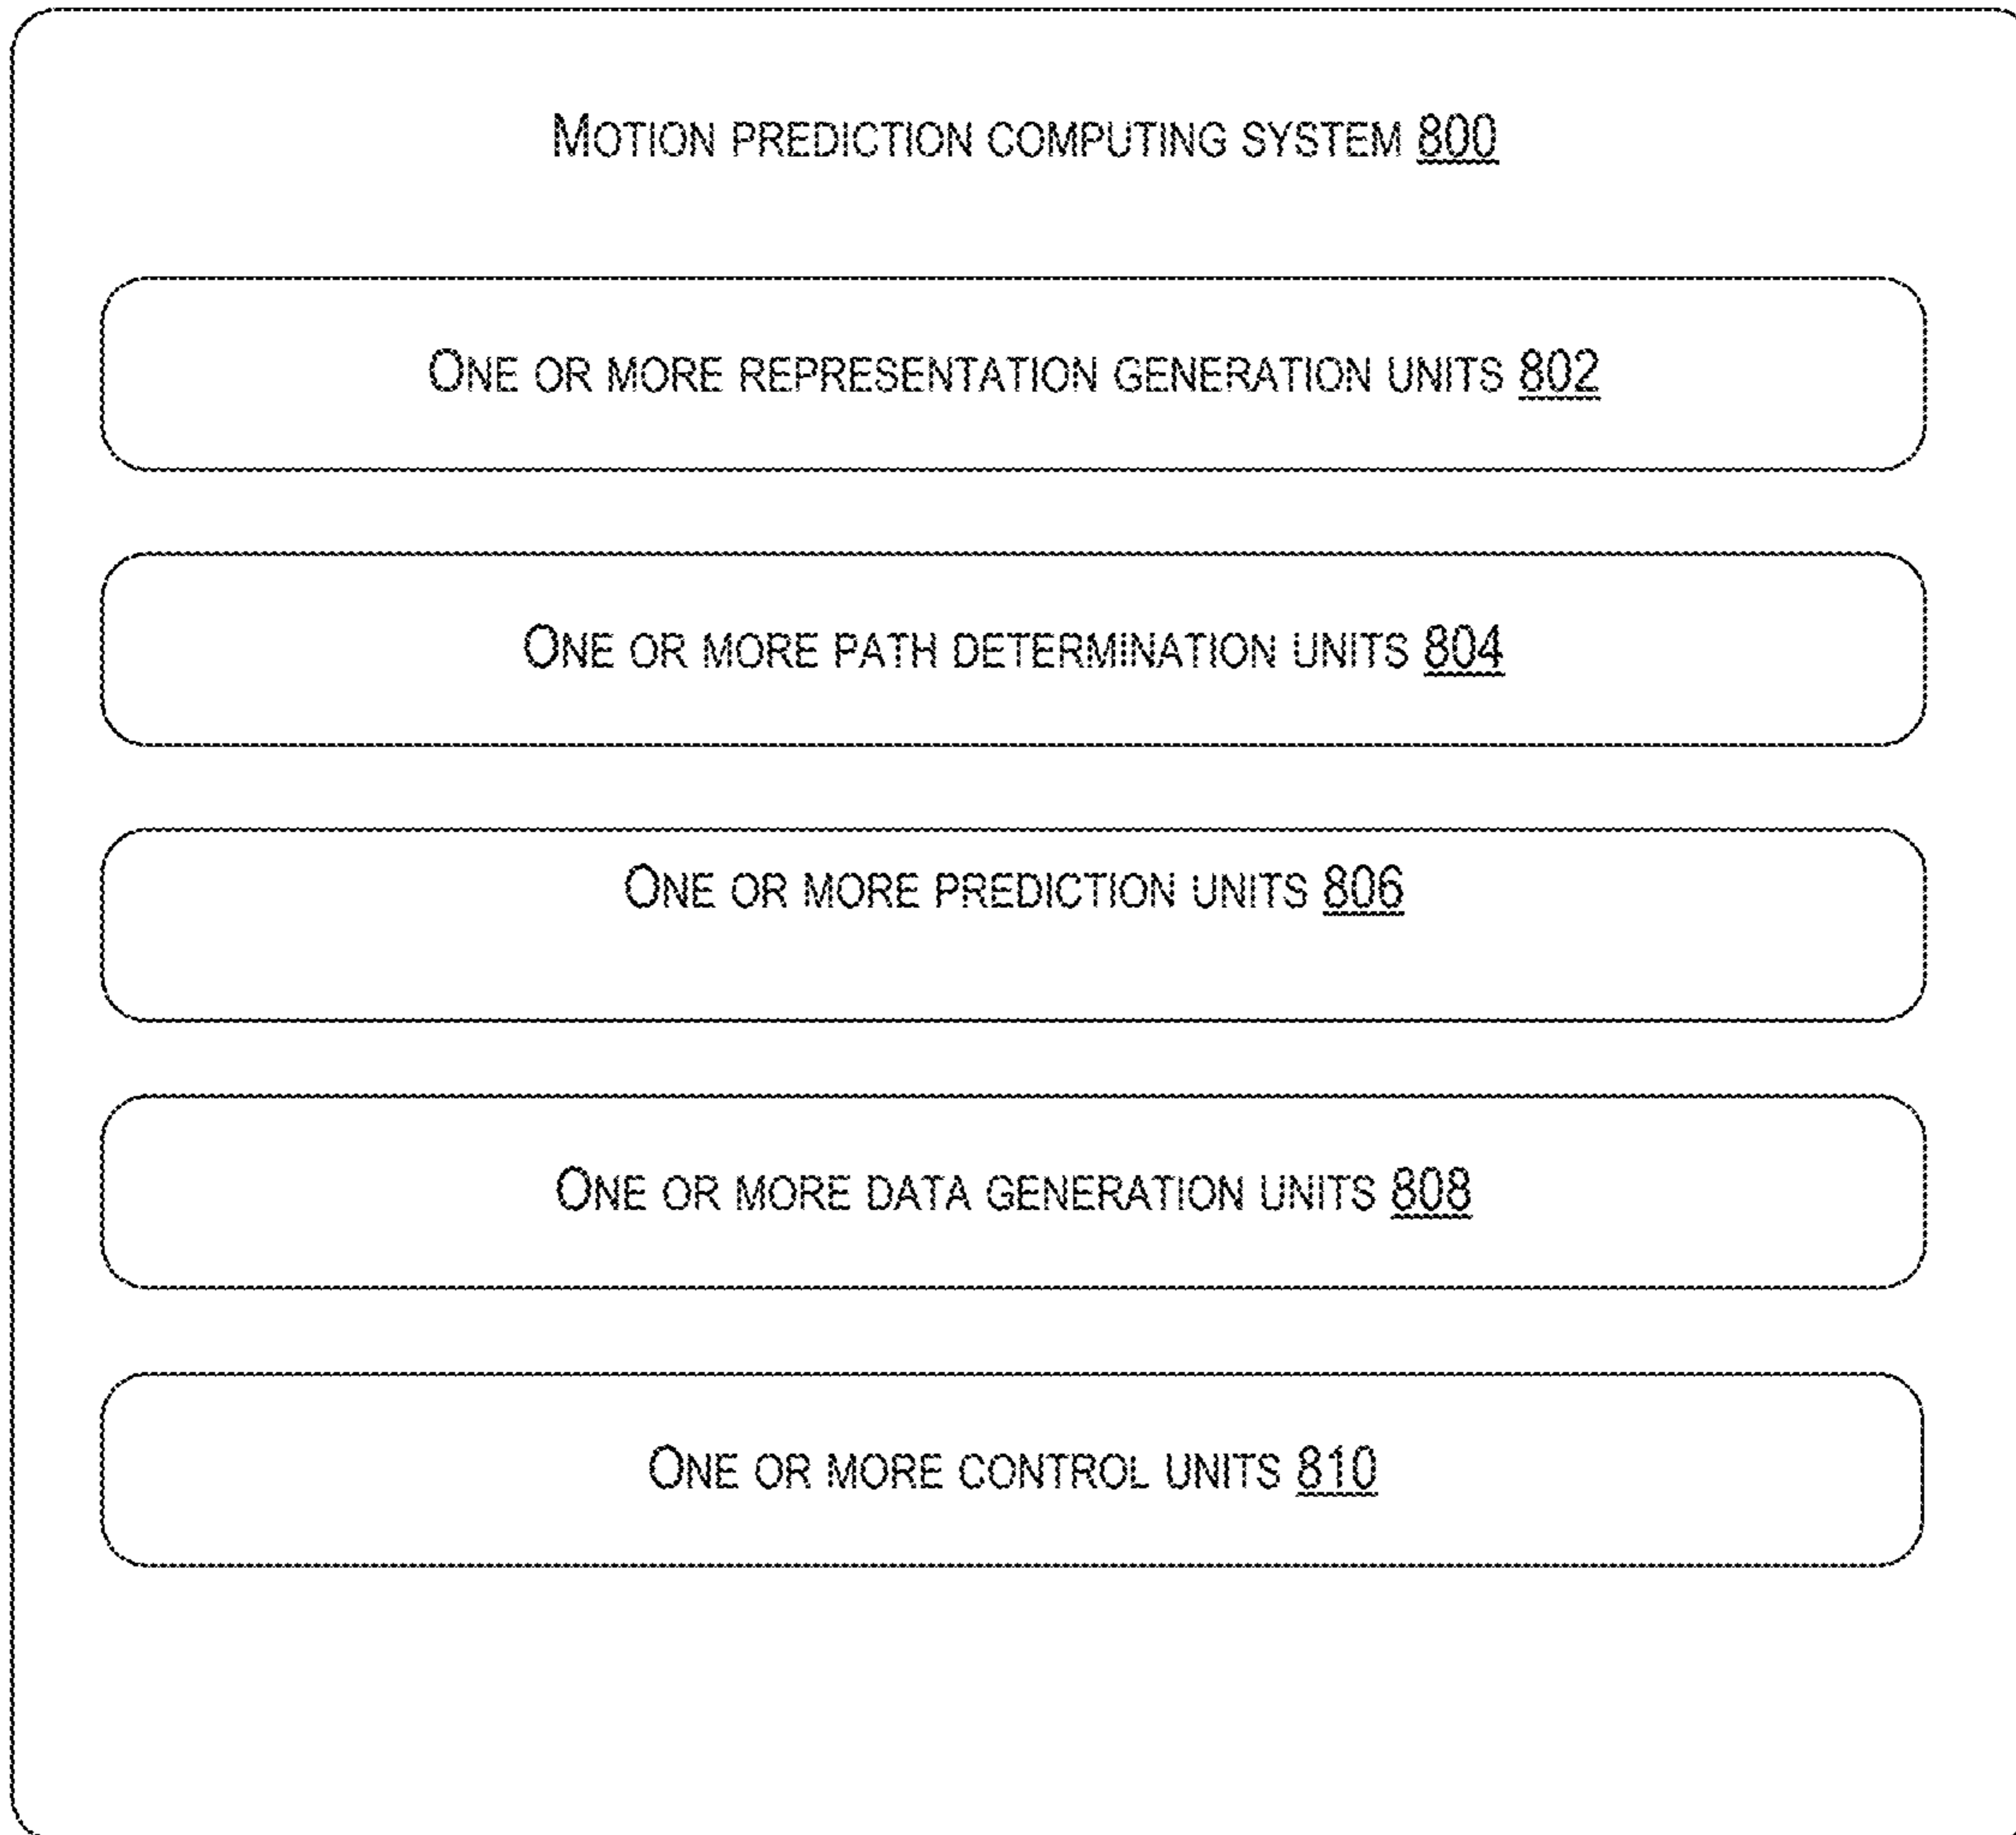 MOTION PREDICTION COMPUTING SYSTEM 800
ONE OR MORE REPRESENTATION GENERATION UNITS 802
ONE OR MORE PATH DETERMINATION UNITS 804
ONE OR MORE PREDICTION UNITS 806
ONE OR MORE DATA GENERATION UNITS 808
ONE OR MORE CONTROL UNITS 810